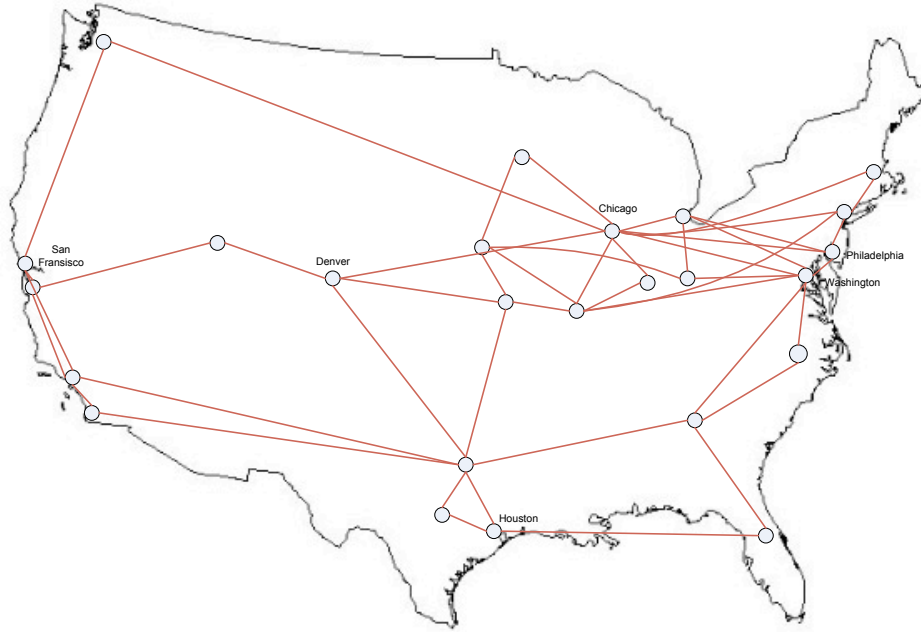 Chicago
San
Fransisco
Denver
Philadelphia
Washington
Houston